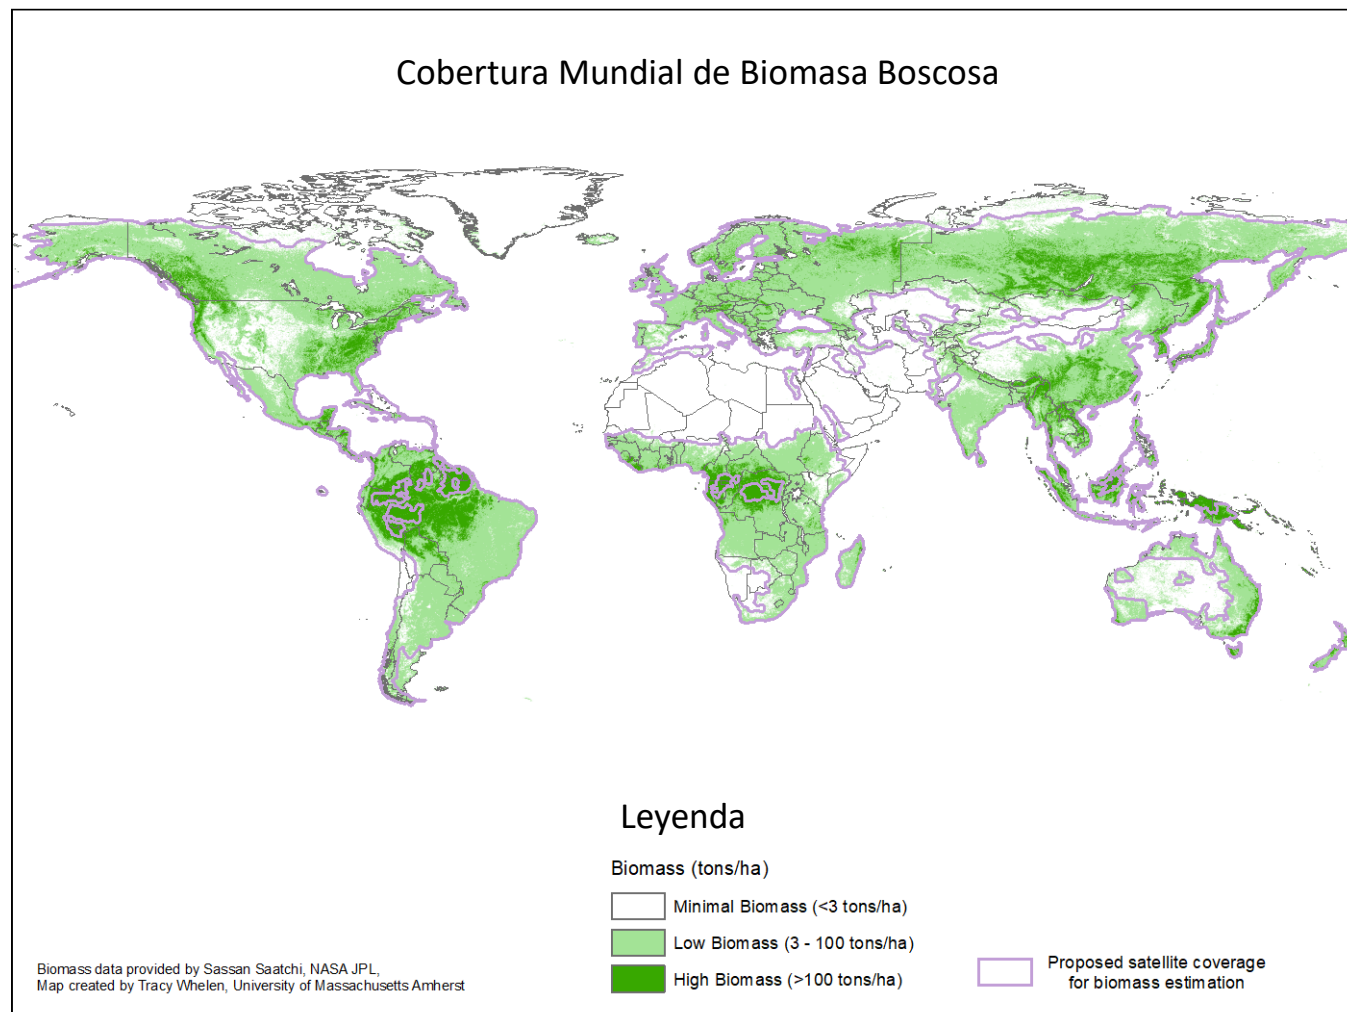 Cobertura Mundial de Biomasa Boscosa
Leyenda
Biomass (tons/ha)
Minimal Biomass (<3 tons/ha)
Low Biomass (3 - 100 tons/ha)
High Biomass (>100 tons/ha)
Proposed satellite coverage
for biomass estimation
Biomass data provided by Sassan Saatchi, NASA JPL,
Map created by Tracy Whelen, University of Massachusetts Amherst